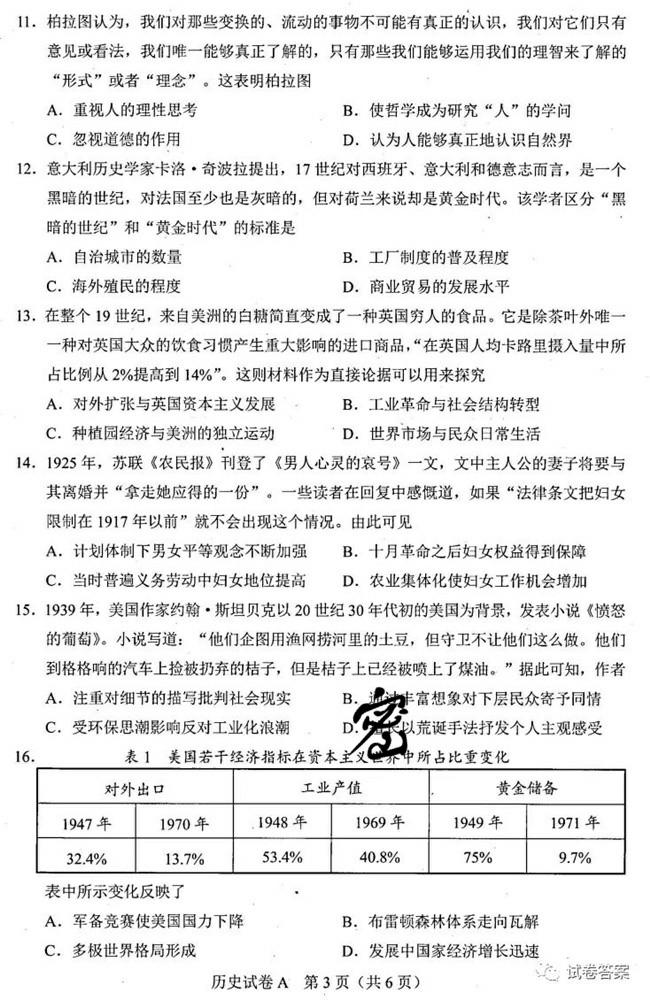 11．柏拉图认为，我们对那些变换的、流动的事物不可能有真正的认识，我们对它们只有
意见或看法，我们唯一能够真正了解的，只有那些我们能够运用我们的理智来了解的
“形式”或者“理念”。这表明柏拉图
A．重视人的理性思考 B．使哲学成为研究“人”的学问
C．忽视道德的作用 D．认为人能够真正地认识自然界
12．意大利历史学家卡洛·奇波拉提出，17 世纪对西班牙、意大利和德意志而言，是一个
黑暗的世纪，对法国至少也是灰暗的，但对荷兰来说却是黄金时代。该学者区分“黑
暗的世纪”和“黄金时代”的标准是
A．自治城市的数量 B．工厂制度的普及程度
C．海外殖民的程度 D．商业贸易的发展水平
13．在整个 19 世纪，来自美洲的白糖简直变成了一种英国穷人的食品。它是除茶叶外唯一
一种对英国大众的饮食习惯产生重大影响的进口商品，“在英国人均卡路里摄入量中所
占比例从 2%提高到 14%”。这则材料作为直接论据可以用来探究
A．对外扩张与英国资本主义发展 B．工业革命与社会结构转型
C．种植园经济与美洲的独立运动 D．世界市场与民众日常生活
14．1925 年，苏联《农民报》刊登了《男人心灵的哀号》一文，文中主人公的妻子将要与
其离婚并“拿走她应得的一份”。一些读者在回复中感慨道，如果“法律条文把妇女
限制在 1917 年以前”就不会出现这个情况。由此可见
A．计划体制下男女平等观念不断加强 B．十月革命之后妇女权益得到保障
C．当时普遍义务劳动中妇女地位提高 D．农业集体化使妇女工作机会增加
15．1939 年，美国作家约翰·斯坦贝克以 20 世纪 30 年代初的美国为背景，发表小说《愤怒
的葡萄》。小说写道：“他们企图用渔网捞河里的土豆，但守卫不让他们这么做。他们
到格格响的汽车上捡被扔弃的桔子，但是桔子上已经被喷上了煤油。”据此可知，作者
A．注重对细节的描写批判社会现实 B．通过丰富想象对下层民众寄予同情
C．受环保思潮影响反对工业化浪潮 D．擅长以荒诞手法抒发个人主观感受
密
16． 表 1 美国若干经济指标在资本主义世界中所占比重变化
对外出口 工业产值 黄金储备
1947 年 1970 年 1948 年 1969 年 1949 年 1971 年
32.4% 13.7% 53.4% 40.8% 75% 9.7%
表中所示变化反映了
A．军备竞赛使美国国力下降 B．布雷顿森林体系走向瓦解
C．多极世界格局形成 D．发展中国家经济增长迅速
历史试卷 A 第 3 页（共 6 页）
试卷答案